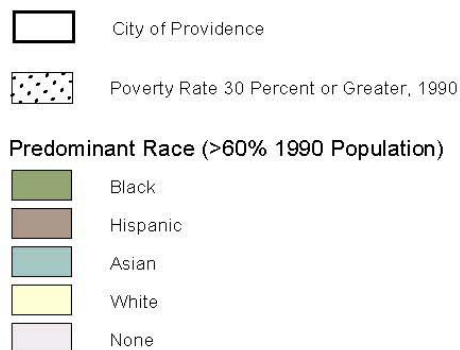 City of Providence
Poverty Rate 30 Percent or Greater, 1990
Predominant Race (>60% 1990 Population)
Black
Hispanic
Asian
White
None